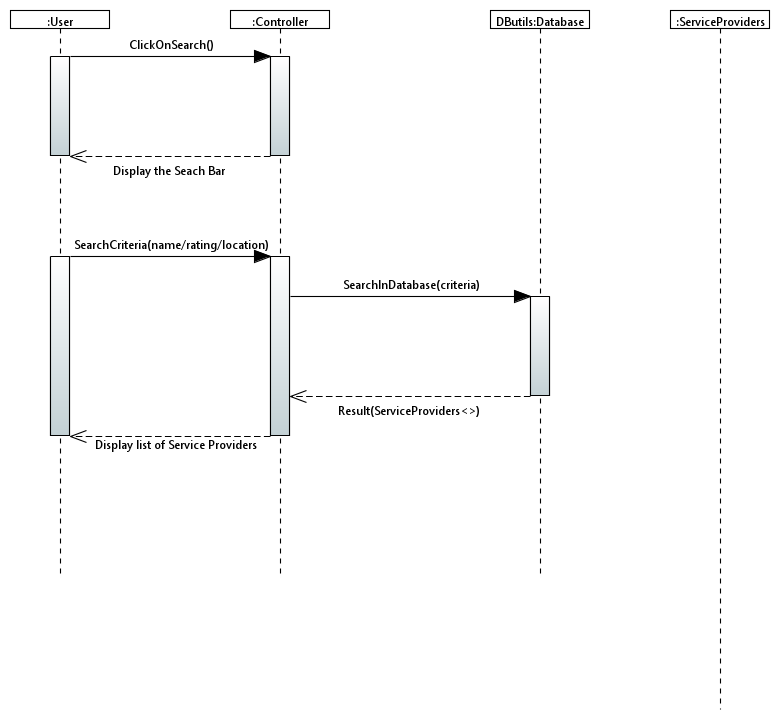 :User
:Controller
DButils:Database
:ServiceProviders
ClickOnSearch()
Display the Seach Bar
SearchCriteria(name/rating/location)
SearchInDatabase(criteria)
Result(ServiceProviders<>)
Display list of Service Providers